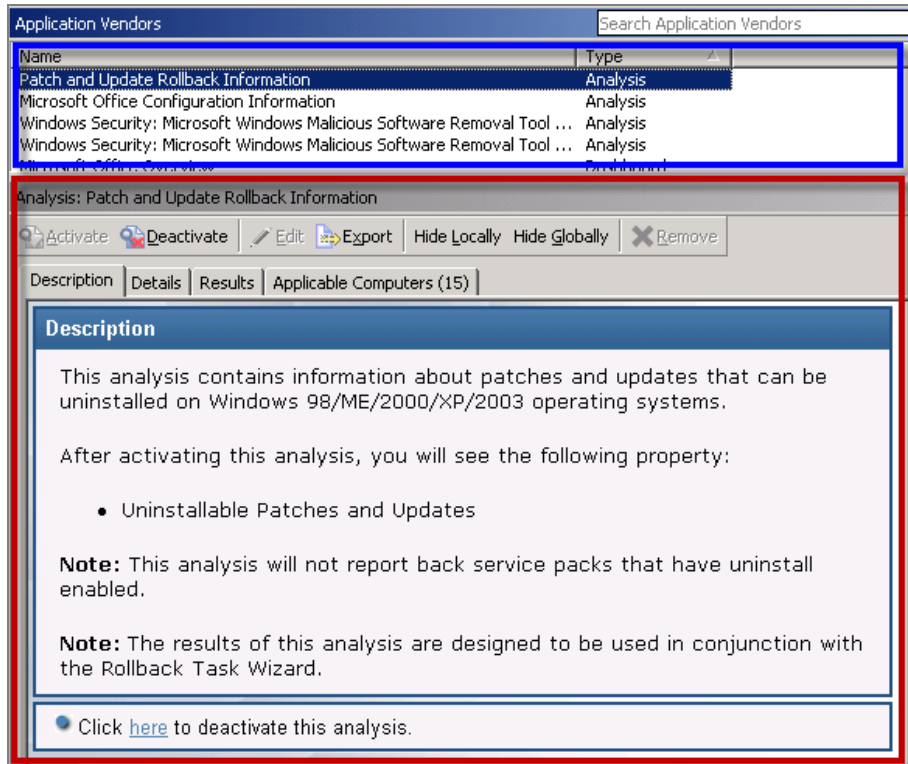 Application Vendors Search Application Vendors
Name Type
Patch and Update Rollback Information Analysis
Microsoft Office Configuration Information Analysis
Windows Security: Microsoft Windows Malicious Software Removal Tool ... Analysis
Windows Security: Microsoft Windows Malicious Software Removal Tool ... Analysis
Microsoft Office Overview Dashboard
Analysis: Patch and Update Rollback Information
Activate Deactivate Edit Export Hide Locally Hide Globally Remove
Description Details Results Applicable Computers (15)
Description
This analysis contains information about patches and updates that can be
uninstalled on Windows 98/ME/2000/XP/2003 operating systems.
After activating this analysis, you will see the following property:
• Uninstallable Patches and Updates
Note: This analysis will not report back service packs that have uninstall
enabled.
Note: The results of this analysis are designed to be used in conjunction with
the Rollback Task Wizard.
Click here to deactivate this analysis.